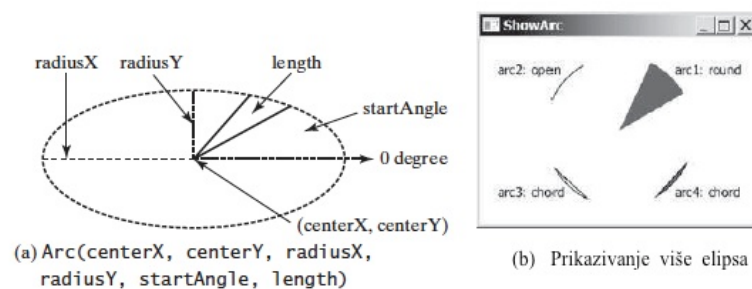 radiusX radiusY length
startAngle
0 degree
(centerX, centerY)
(a) Arc(centerX, centerY, radiusX,
radiusY, startAngle, length)
ShowArc
arc2: open
arc1: round
arc3: chord
arc4: chord
(b) Prikazivanje više elipsa